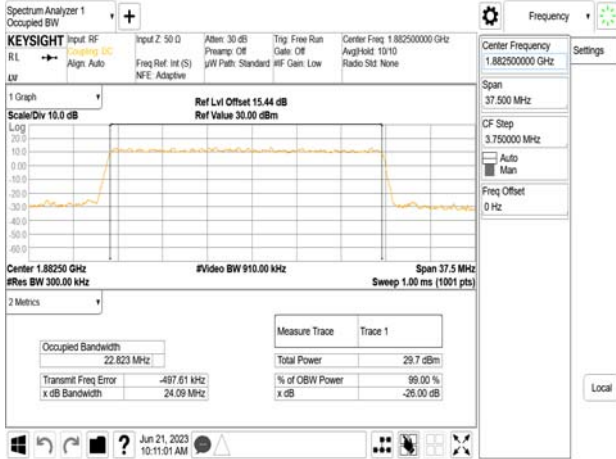 Spectrum Analyzer 1
Occupied BW
Frequency
KEYSIGHT
RL
Input: RF
Coupling: DC
Align: Auto
Input Z: 50 Ω
Freq Ref: Int (S)
NFE: Adaptive
Atten: 30 dB
Preamp: Off
µW Path: Standard
Trig: Free Run
Gate: Off
#IF Gain: Low
Center Freq: 1.882500000 GHz
Avg|Hold: 10/10
Radio Std: None
Center Frequency
1.882500000 GHz
Settings
Span
37.500 MHz
CF Step
3.750000 MHz
Auto
Man
Freq Offset
0 Hz
Local
1 Graph
Scale/Div 10.0 dB
Ref Lvl Offset 15.44 dB
Ref Value 30.00 dBm
Log
20.0
10.0
0.00
-10.0
-20.0
-30.0
-40.0
-50.0
-60.0
Center 1.88250 GHz
#Res BW 300.00 kHz
#Video BW 910.00 kHz
Span 37.5 MHz
Sweep 1.00 ms (1001 pts)
2 Metrics
Occupied Bandwidth
22.823 MHz
Transmit Freq Error -497.61 kHz
x dB Bandwidth 24.09 MHz
Measure Trace Trace 1
Total Power 29.7 dBm
% of OBW Power 99.00 %
x dB -26.00 dB
Jun 21, 2023
10:11:01 AM